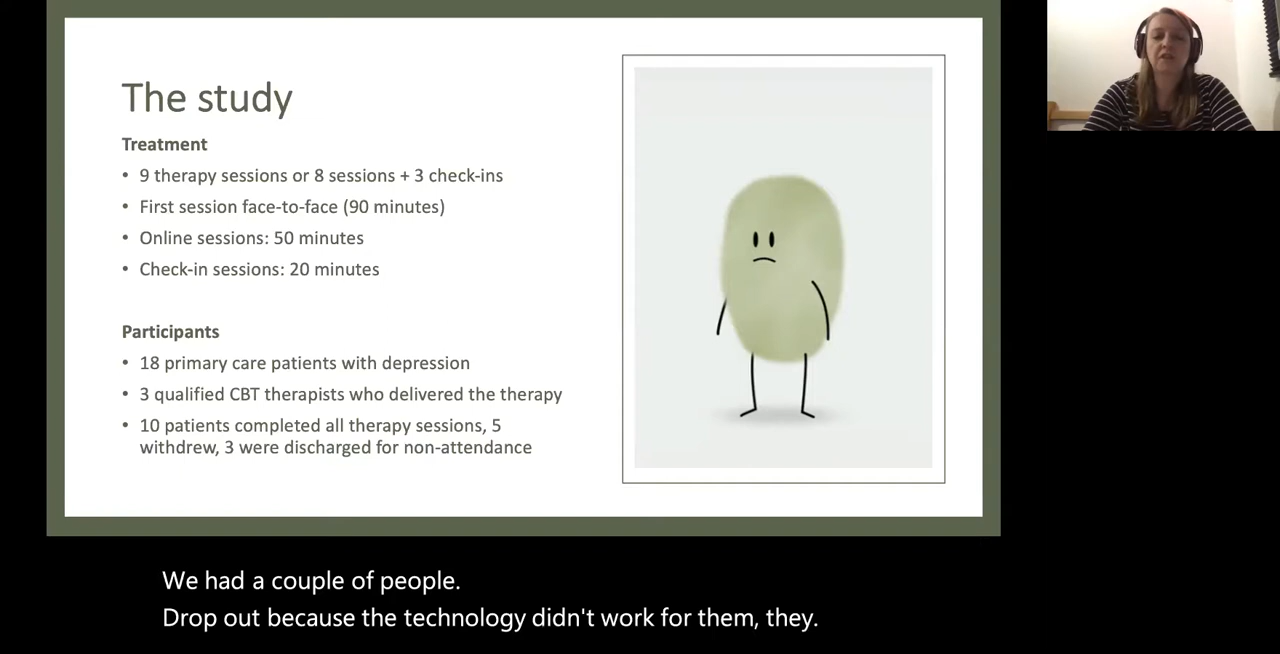 The study
Treatment
• 9 therapy sessions or 8 sessions + 3 check-ins
• First session face-to-face (90 minutes)
• Online sessions: 50 minutes
• Check-in sessions: 20 minutes
Participants
• 18 primary care patients with depression
• 3 qualified CBT therapists who delivered the therapy
• 10 patients completed all therapy sessions, 5
withdrew, 3 were discharged for non-attendance
We had a couple of people.
Drop out because the technology didn't work for them, they.